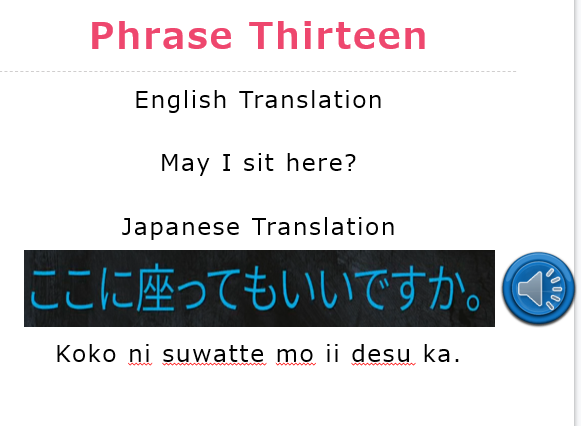 Phrase Thirteen
English Translation
May I sit here?
Japanese Translation
ここに座ってもいいですか。
Koko ni suwatte mo ii desu ka.